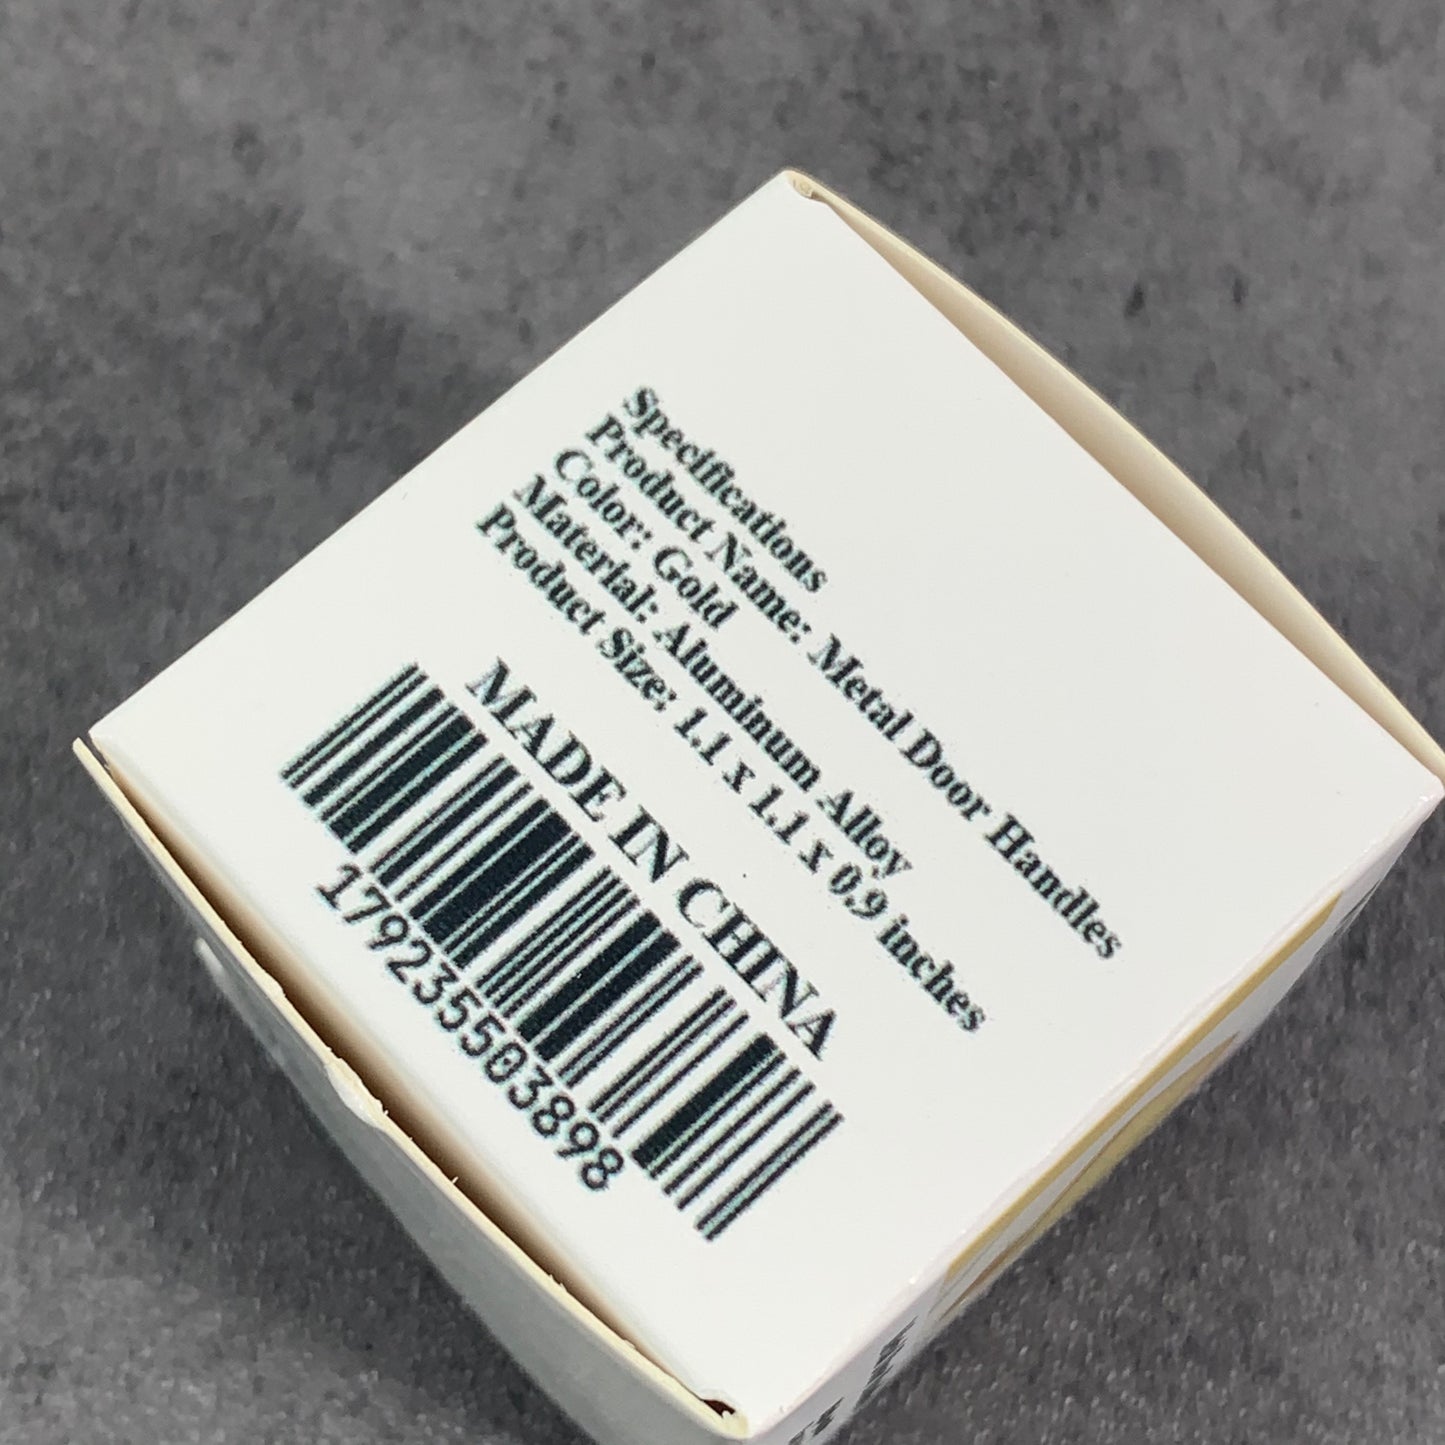 Specifications
Product Name: Metal Door Handles
Color: Gold
Material: Aluminum Alloy
Product Size: 1.1 x 1.1 x 0.9 inches
MADE IN CHINA
1792355503898